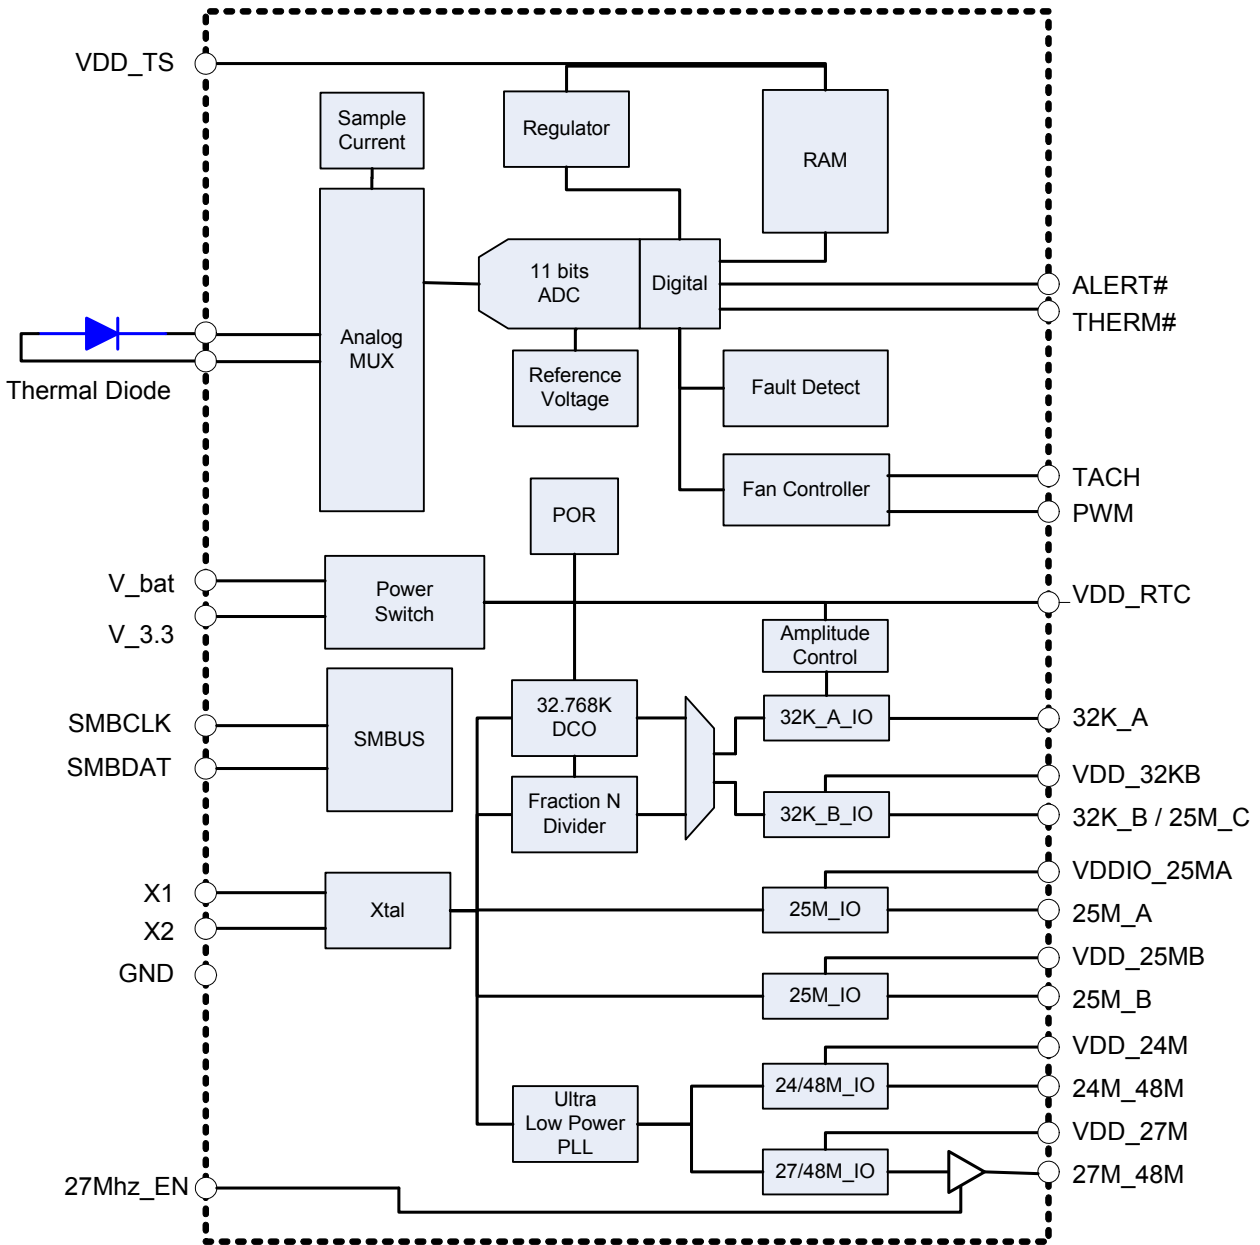 VDD_TS
Sample
Current
Regulator
RAM
11 bits
ADC
Digital
ALERT#
THERM#
Analog
MUX
Thermal Diode
Reference
Voltage
Fault Detect
Fan Controller
TACH
PWM
POR
V_bat
V_3.3
Power
Switch
_VDD_RTC
Amplitude
Control
SMBCLK
SMBDAT
SMBUS
32.768K
DCO
32K_A_IO
32K_A
VDD_32KB
Fraction N
Divider
32K_B_IO
32K_B / 25M_C
X1
X2
Xtal
VDDIO_25MA
25M_IO
25M_A
GND
VDD_25MB
25M_IO
25M_B
VDD_24M
Ultra
Low Power
PLL
24/48M_IO
24M_48M
VDD_27M
27/48M_IO
27M_48M
27Mhz_EN